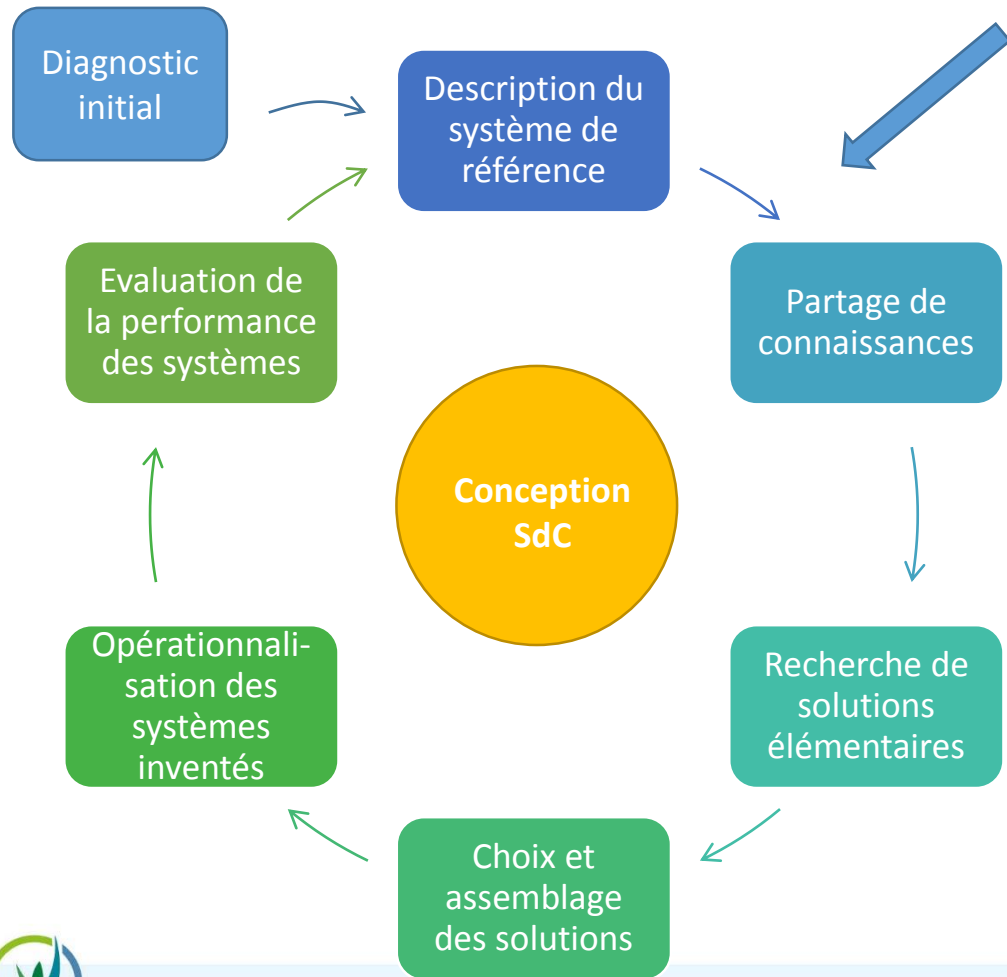 Diagnostic
initial
Description du
système de
référence
Partage de
connaissances
Recherche de
solutions
élémentaires
Choix et
assemblage
des solutions
Opérationnali-
sation des
systèmes
inventés
Evaluation de
la performance
des systèmes
Conception
SdC